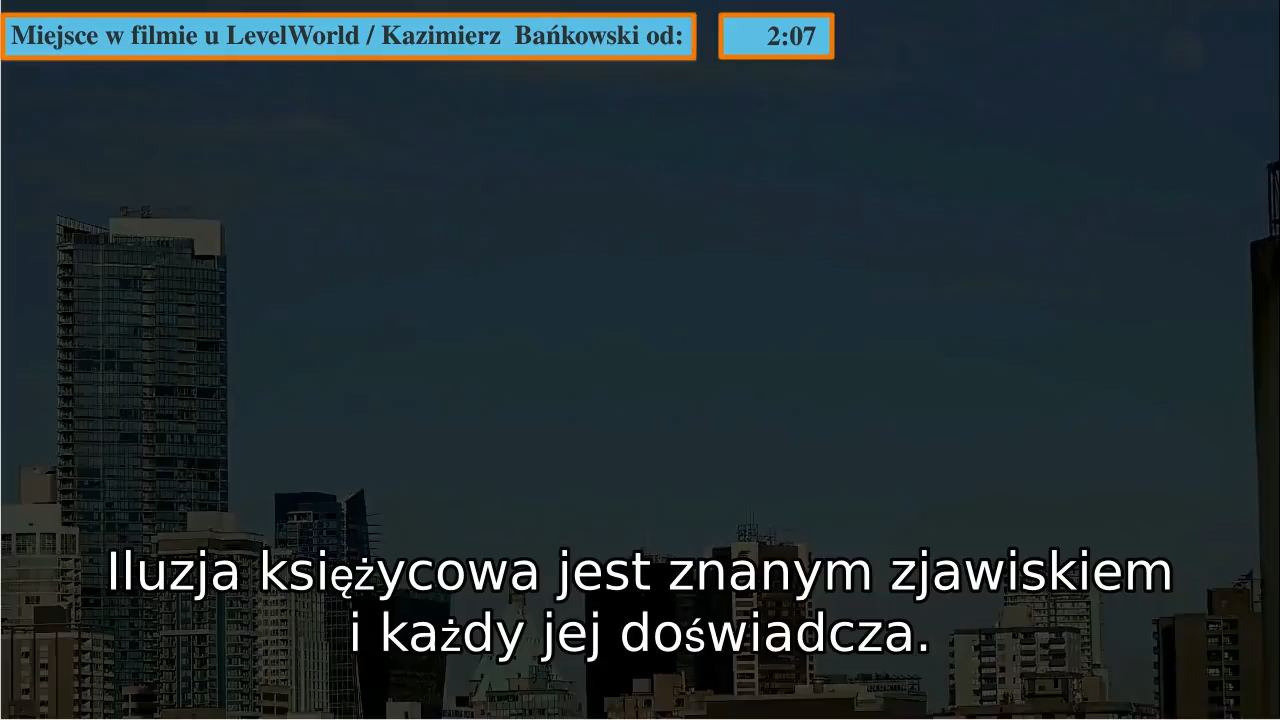 Miejsce w filmie u LevelWorld / Kazimierz Bańkowski od:
2:07
Iluzja księżycowa jest znanym zjawiskiem
i każdy jej doświadcza.